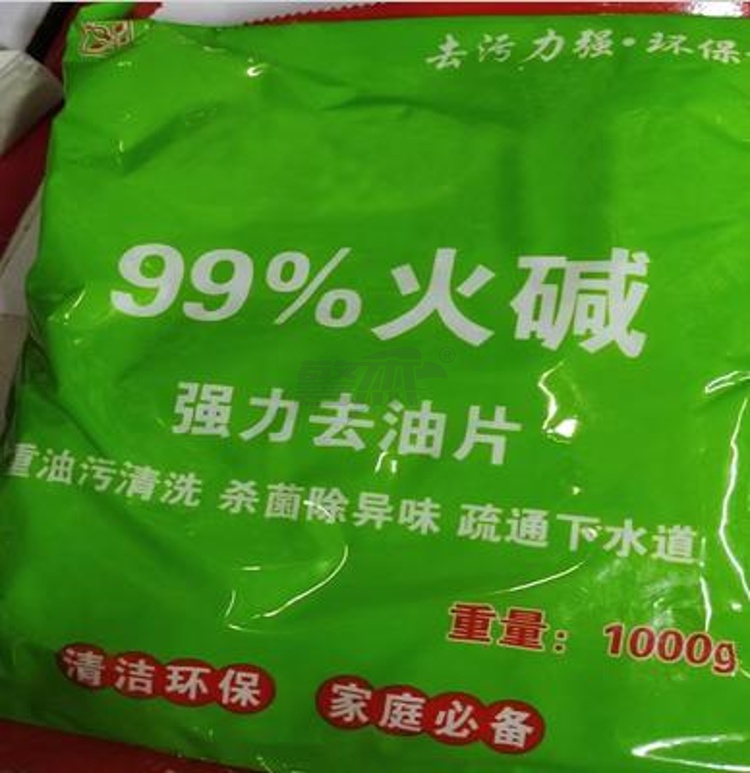 去污力强·环保
99%火碱
强力去油片
重油污清洗 杀菌除异味 疏通下水道
重量：1000g
清洁环保 家庭必备